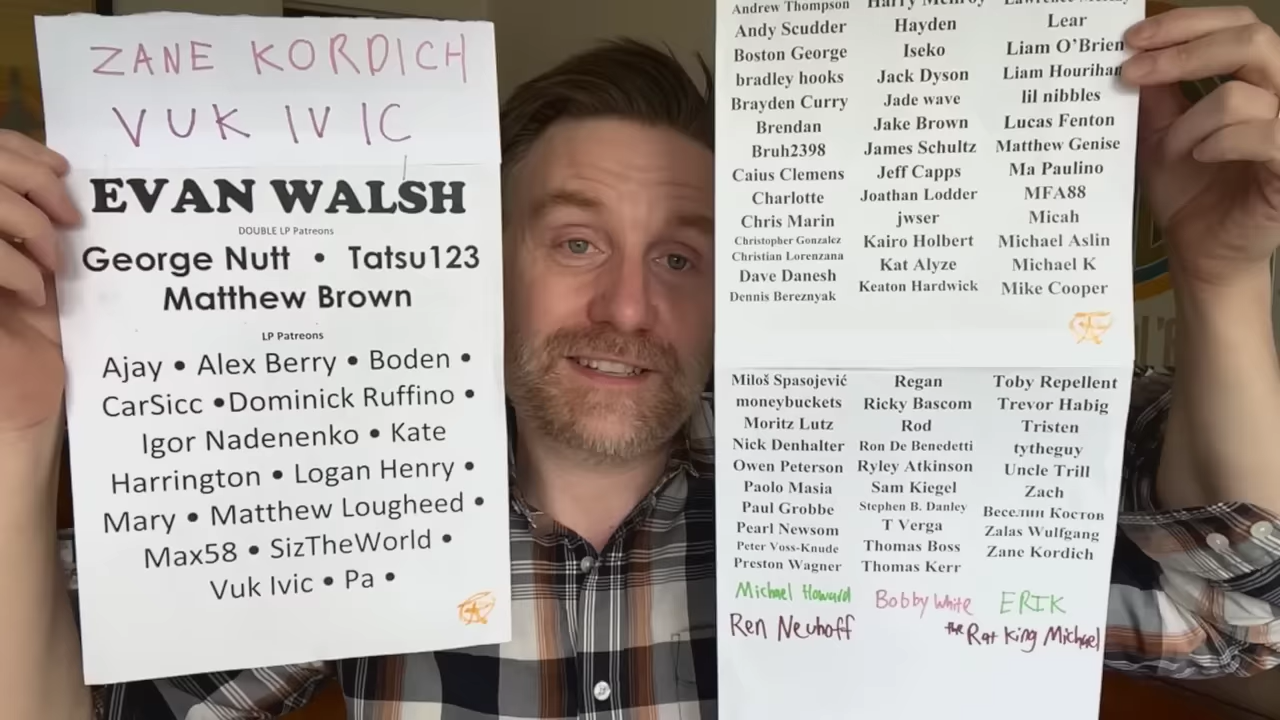 ZANE KORDICH
VUK IVIC
EVAN WALSH
DOUBLE LP Patreons
George Nutt • Tatsu123
Matthew Brown
LP Patreons
Ajay • Alex Berry • Boden •
CarSicc •Dominick Ruffino •
Igor Nadenenko • Kate
Harrington • Logan Henry •
Mary • Matthew Lougheed •
Max58 • SizTheWorld •
Vuk Ivic • Pa •
Andrew Thompson
Andy Scudder
Boston George
bradley hooks
Brayden Curry
Brendan
Bruh2398
Caius Clemens
Charlotte
Chris Marin
Christopher Gonzalez
Christian Lorenzana
Dave Danesh
Dennis Bereznyak
Harry McIlroy
Hayden
Iseko
Jack Dyson
Jade wave
Jake Brown
James Schultz
Jeff Capps
Joathan Lodder
jwser
Kairo Holbert
Kat Alyze
Keaton Hardwick
Lawrence
Lear
Liam O'Brien
Liam Hourihan
lil nibbles
Lucas Fenton
Matthew Genise
Ma Paulino
MFA88
Micah
Michael Aslin
Michael K
Mike Cooper
Miloš Spasojević
moneybuckets
Moritz Lutz
Nick Denhalter
Owen Peterson
Paolo Masia
Paul Grobbe
Pearl Newsom
Peter Voss-Knude
Preston Wagner
Regan
Ricky Bascom
Rod
Ron De Benedetti
Ryley Atkinson
Sam Kiegel
Stephen B. Danley
T Verga
Thomas Boss
Thomas Kerr
Toby Repellent
Trevor Habig
Tristen
tytheguy
Uncle Trill
Zach
Веселин Костов
Zalas Wulfgang
Zane Kordich
Michael Howard
Bobby White
ERIK
Ren Neuhoff
the Rat King Michael